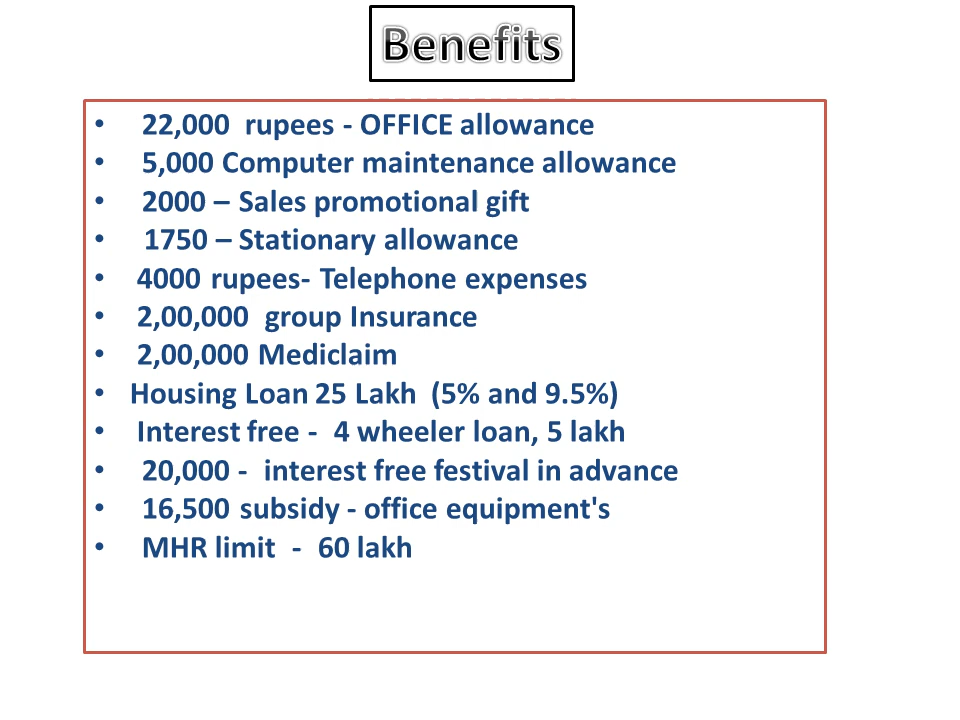 Benefits
• 22,000 rupees - OFFICE allowance
• 5,000 Computer maintenance allowance
• 2000 – Sales promotional gift
• 1750 – Stationary allowance
• 4000 rupees- Telephone expenses
• 2,00,000 group Insurance
• 2,00,000 Mediclaim
• Housing Loan 25 Lakh (5% and 9.5%)
• Interest free - 4 wheeler loan, 5 lakh
• 20,000 - interest free festival in advance
• 16,500 subsidy - office equipment's
• MHR limit - 60 lakh